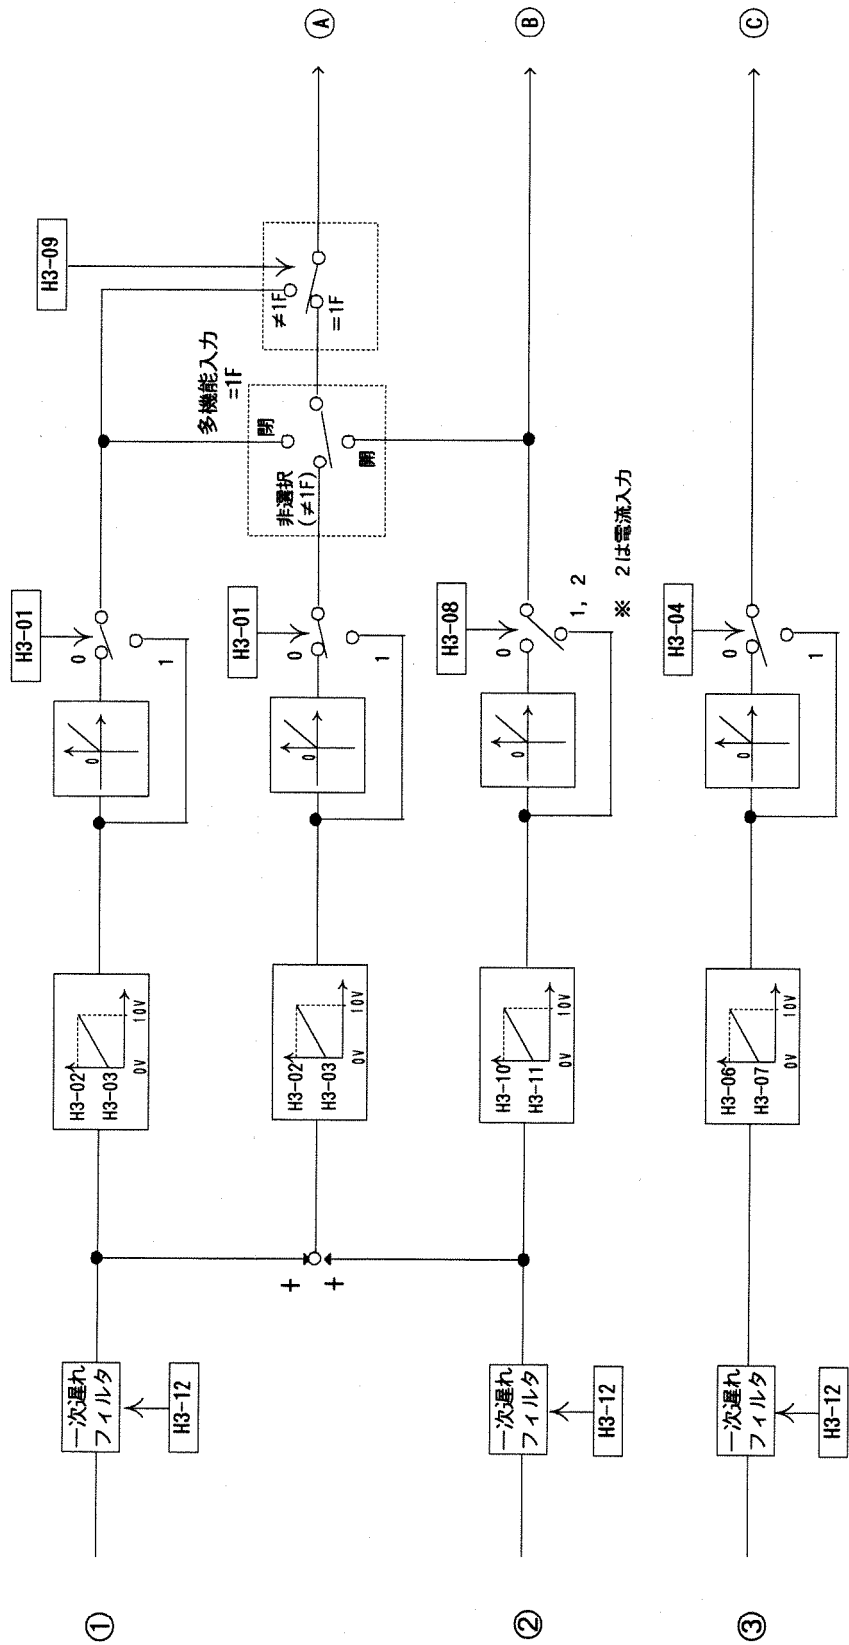 ①
一次遅れ
フィルタ
H3-12
H3-02
H3-03
0V
10V
0
H3-01
0
1
+
+
H3-02
H3-03
0V
10V
0
H3-01
0
1
多機能入力
=1F
閉
非選択
(≠1F)
開
H3-09
≠1F
=1F
A
②
一次遅れ
フィルタ
H3-12
H3-10
H3-11
0V
10V
0
H3-08
0
1, 2
※ 2は電流入力
B
③
一次遅れ
フィルタ
H3-12
H3-06
H3-07
0V
10V
0
H3-04
0
1
C